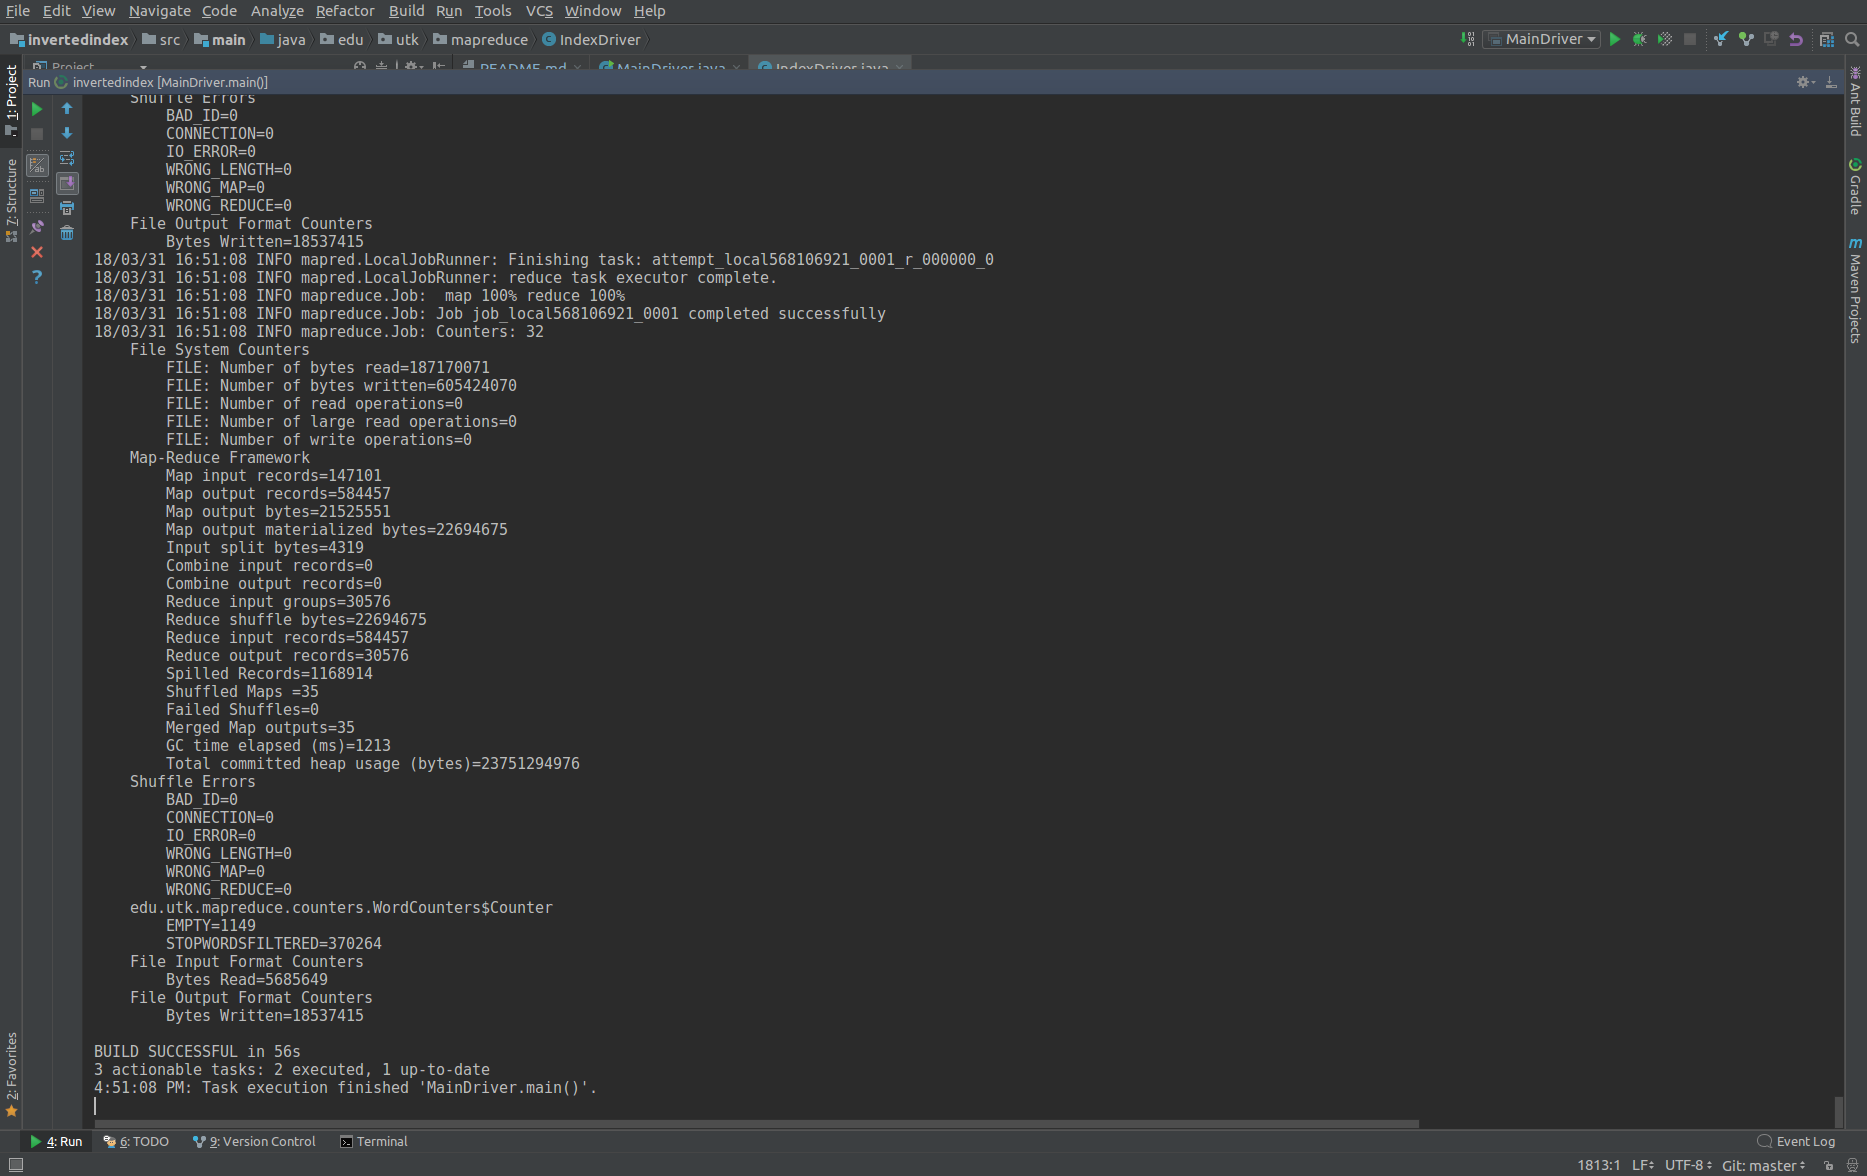 File Edit View Navigate Code Analyze Refactor Build Run Tools VCS Window Help
invertedindex src main java edu utk mapreduce IndexDriver MainDriver
Project README.md MainDriver.java IndexDriver.java
Run invertedindex [MainDriver.main()]
1: Project
7: Structure
2: Favorites
Ant Build
Gradle
Maven Projects
Shuffle Errors
BAD_ID=0
CONNECTION=0
IO_ERROR=0
WRONG_LENGTH=0
WRONG_MAP=0
WRONG_REDUCE=0
File Output Format Counters
Bytes Written=18537415
18/03/31 16:51:08 INFO mapred.LocalJobRunner: Finishing task: attempt_local568106921_0001_r_000000_0
18/03/31 16:51:08 INFO mapred.LocalJobRunner: reduce task executor complete.
18/03/31 16:51:08 INFO mapreduce.Job:  map 100% reduce 100%
18/03/31 16:51:08 INFO mapreduce.Job: Job job_local568106921_0001 completed successfully
18/03/31 16:51:08 INFO mapreduce.Job: Counters: 32
File System Counters
FILE: Number of bytes read=187170071
FILE: Number of bytes written=605424070
FILE: Number of read operations=0
FILE: Number of large read operations=0
FILE: Number of write operations=0
Map-Reduce Framework
Map input records=147101
Map output records=584457
Map output bytes=21525551
Map output materialized bytes=22694675
Input split bytes=4319
Combine input records=0
Combine output records=0
Reduce input groups=30576
Reduce shuffle bytes=22694675
Reduce input records=584457
Reduce output records=30576
Spilled Records=1168914
Shuffled Maps =35
Failed Shuffles=0
Merged Map outputs=35
GC time elapsed (ms)=1213
Total committed heap usage (bytes)=23751294976
Shuffle Errors
BAD_ID=0
CONNECTION=0
IO_ERROR=0
WRONG_LENGTH=0
WRONG_MAP=0
WRONG_REDUCE=0
edu.utk.mapreduce.counters.WordCounters$Counter
EMPTY=1149
STOPWORDSFILTERED=370264
File Input Format Counters
Bytes Read=5685649
File Output Format Counters
Bytes Written=18537415
BUILD SUCCESSFUL in 56s
3 actionable tasks: 2 executed, 1 up-to-date
4:51:08 PM: Task execution finished 'MainDriver.main()'.
4: Run 6: TODO 9: Version Control Terminal Event Log
1813:1 LF UTF-8 Git: master